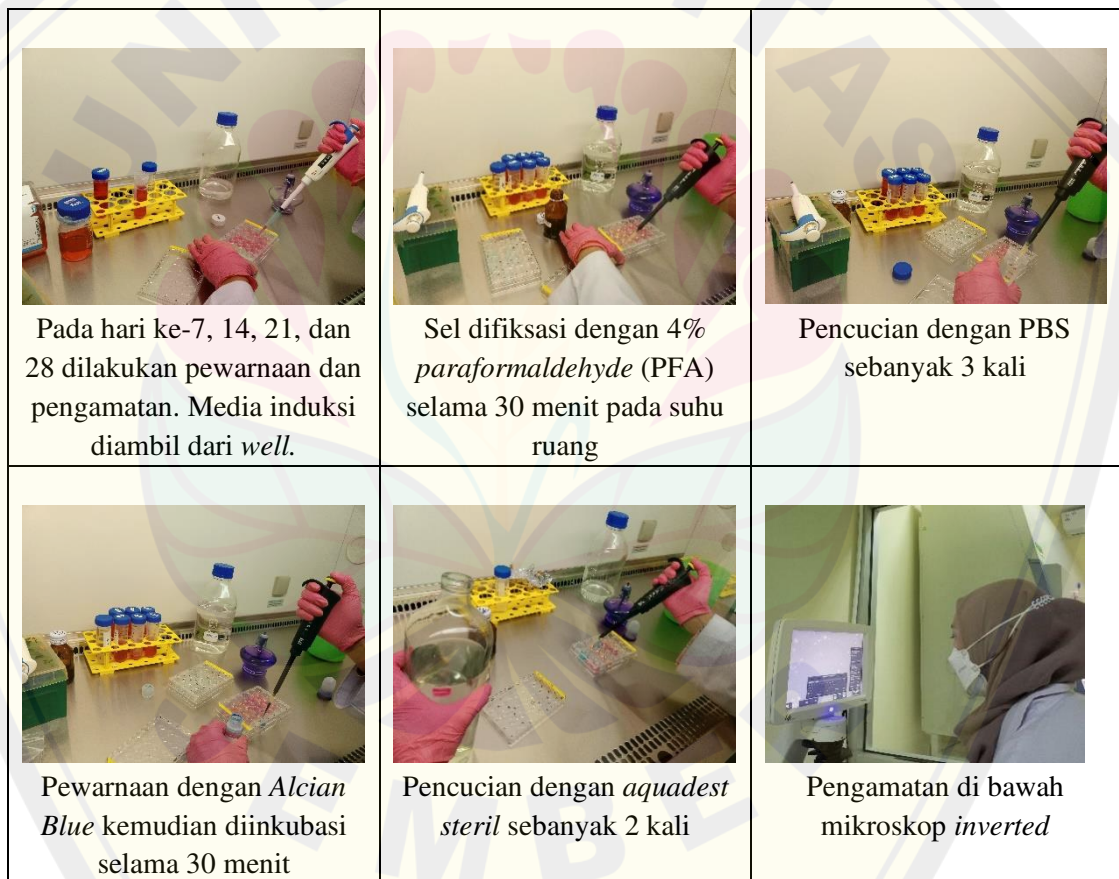 Pada hari ke-7, 14, 21, dan
28 dilakukan pewarnaan dan
pengamatan. Media induksi
diambil dari well.
Sel difiksasi dengan 4%
paraformaldehyde (PFA)
selama 30 menit pada suhu
ruang
Pencucian dengan PBS
sebanyak 3 kali
Pewarnaan dengan Alcian
Blue kemudian diinkubasi
selama 30 menit
Pencucian dengan aquadest
steril sebanyak 2 kali
Pengamatan di bawah
mikroskop inverted